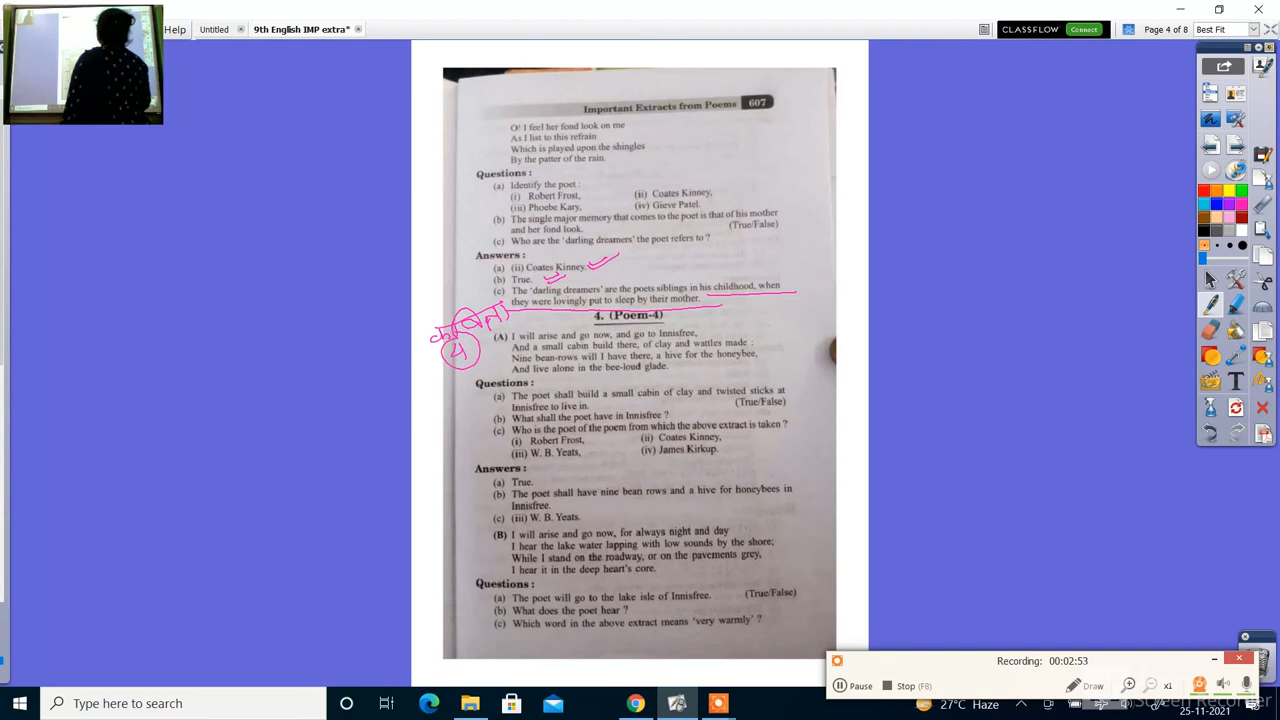 Help
Untitled
9th English IMP extra*
CLASSFLOW
Connect
Page 4 of 8
Best Fit
Important Extracts from Poems 607
O! I feel her fond look on me
As I list to this refrain
Which is played upon the shingles
By the patter of the rain.
Questions :
(a) Identify the poet :
(i) Robert Frost, (ii) Coates Kinney,
(iii) Phoebe Kary, (iv) Gieve Patel.
(b) The single major memory that comes to the poet is that of his mother
and her fond look. (True/False)
(c) Who are the 'darling dreamers' the poet refers to ?
Answers :
(a) (ii) Coates Kinney.
(b) True.
(c) The 'darling dreamers' are the poets siblings in his childhood, when
they were lovingly put to sleep by their mother.
4. (Poem-4)
4
(A) I will arise and go now, and go to Innisfree,
And a small cabin build there, of clay and wattles made :
Nine bean-rows will I have there, a hive for the honeybee,
And live alone in the bee-loud glade.
Questions :
(a) The poet shall build a small cabin of clay and twisted sticks at
Innisfree to live in. (True/False)
(b) What shall the poet have in Innisfree ?
(c) Who is the poet of the poem from which the above extract is taken ?
(i) Robert Frost, (ii) Coates Kinney,
(iii) W. B. Yeats, (iv) James Kirkup.
Answers :
(a) True.
(b) The poet shall have nine bean rows and a hive for honeybees in
Innisfree.
(c) (iii) W. B. Yeats.
(B) I will arise and go now, for always night and day
I hear the lake water lapping with low sounds by the shore;
While I stand on the roadway, or on the pavements grey,
I hear it in the deep heart's core.
Questions :
(a) The poet will go to the lake isle of Innisfree. (True/False)
(b) What does the poet hear ?
(c) Which word in the above extract means 'very warmly' ?
Recording: 00:02:53
Pause Stop (F8) Draw x1
Type here to search
27°C Haze
25-11-2021